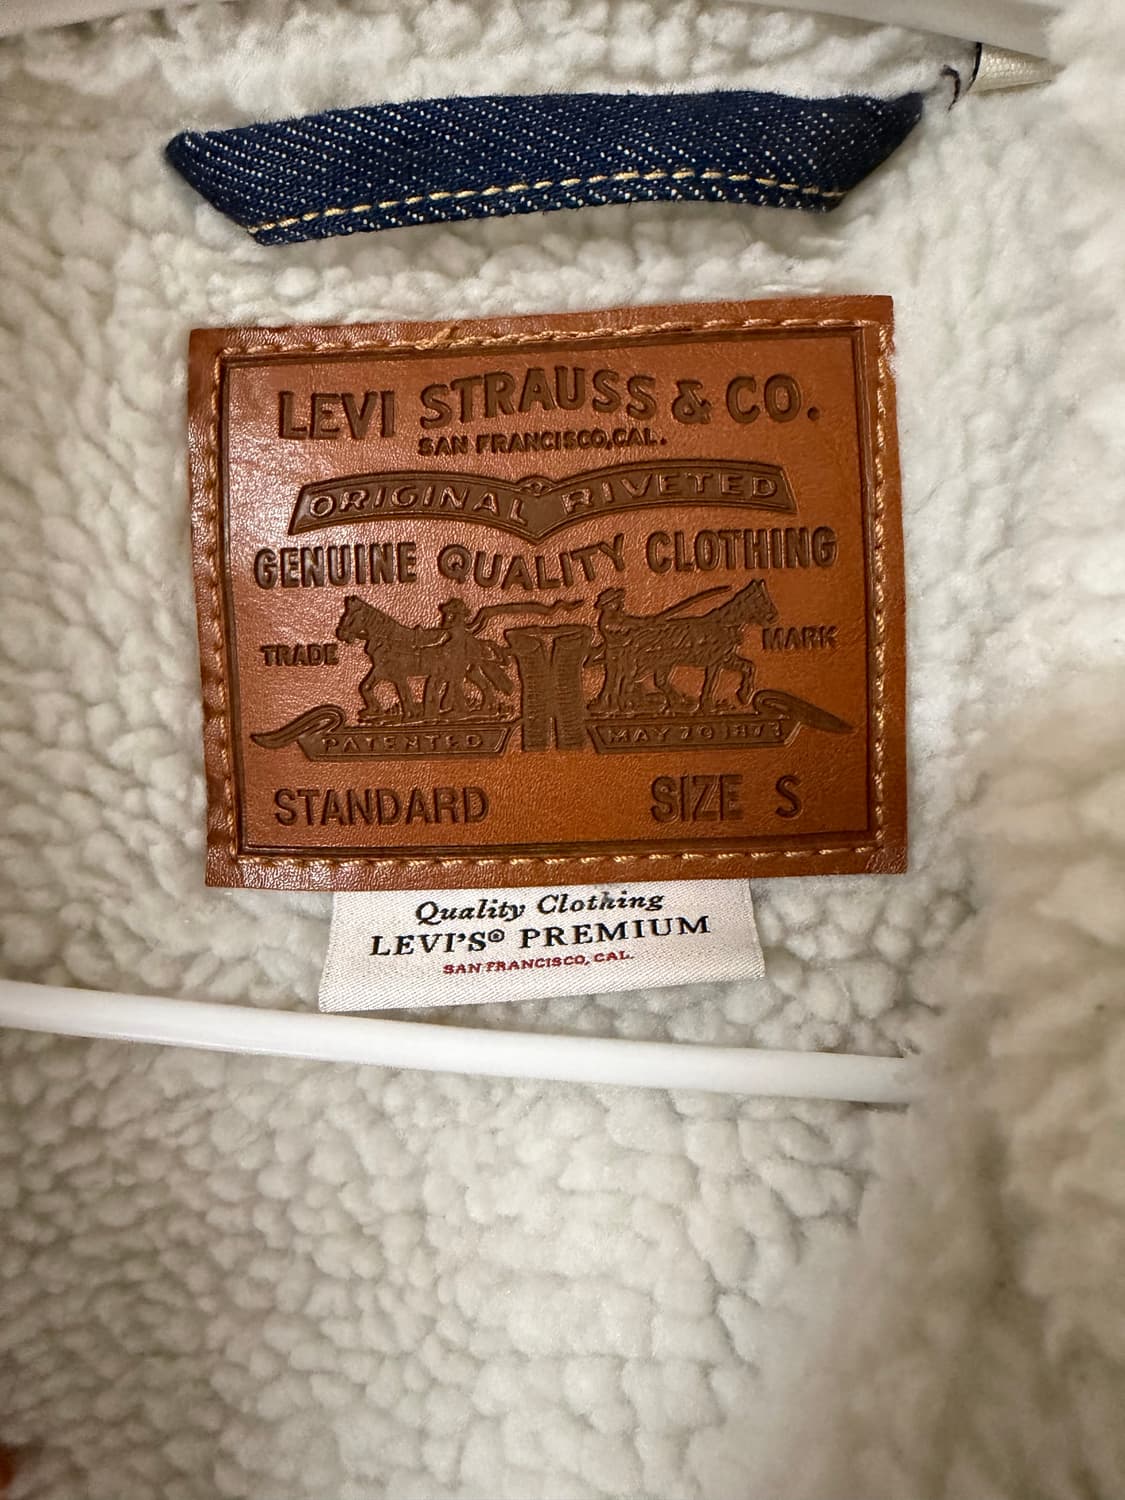 LEVI STRAUSS & CO.
SAN FRANCISCO, CAL.
ORIGINAL RIVETED
GENUINE QUALITY CLOTHING
TRADE MARK
PATENTED MAY 20 1873
STANDARD SIZE S
Quality Clothing
LEVI'S® PREMIUM
SAN FRANCISCO, CAL.